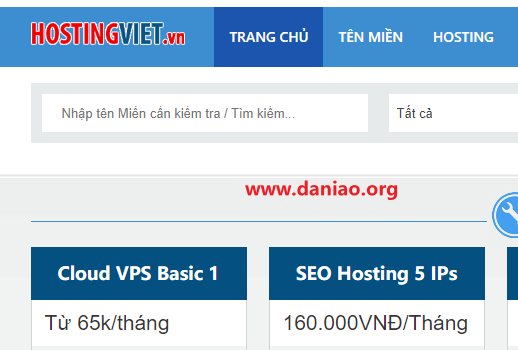 HOSTINGVIET.vn TRANG CHỦ TÊN MIỀN HOSTING
Nhập tên Miền cần kiểm tra / Tìm kiếm... Tất cả
www.daniao.org
Cloud VPS Basic 1 SEO Hosting 5 IPs
Từ 65k/tháng 160.000VNĐ/Tháng